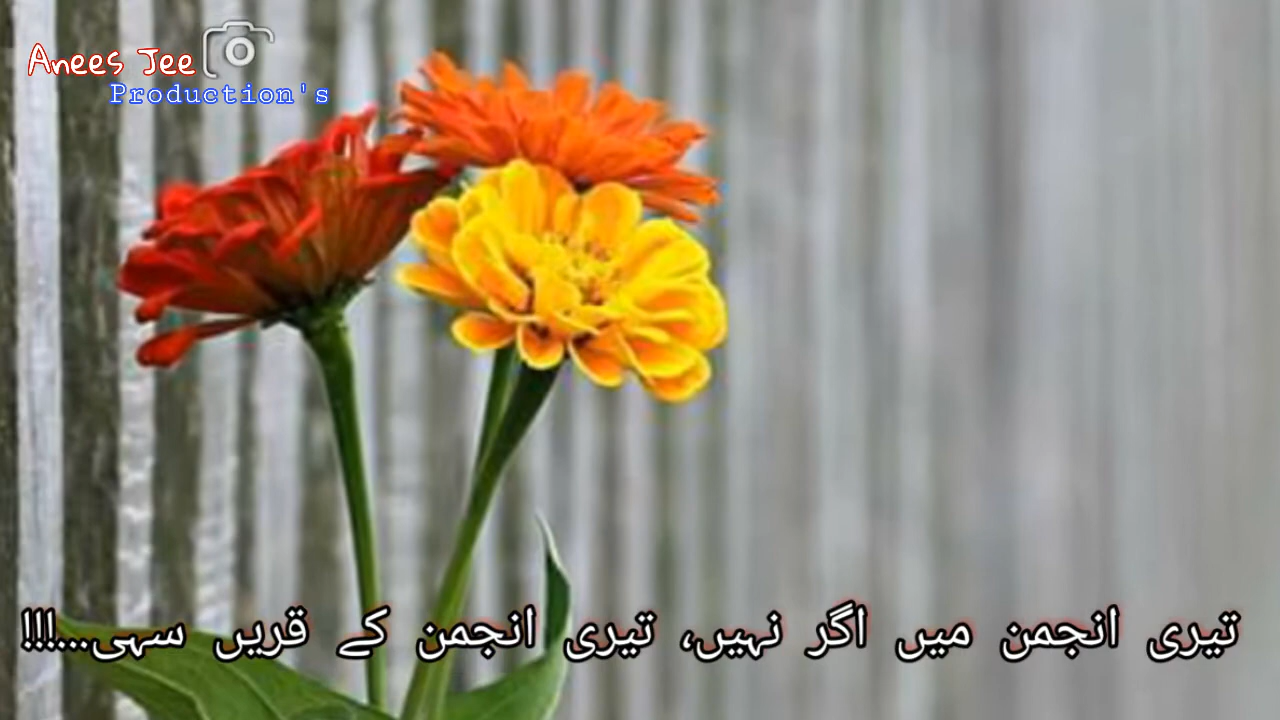 Anees Jee
Production's
تیری انجمن میں اگر نہیں، تیری انجمن کے قریں سہی...!!!